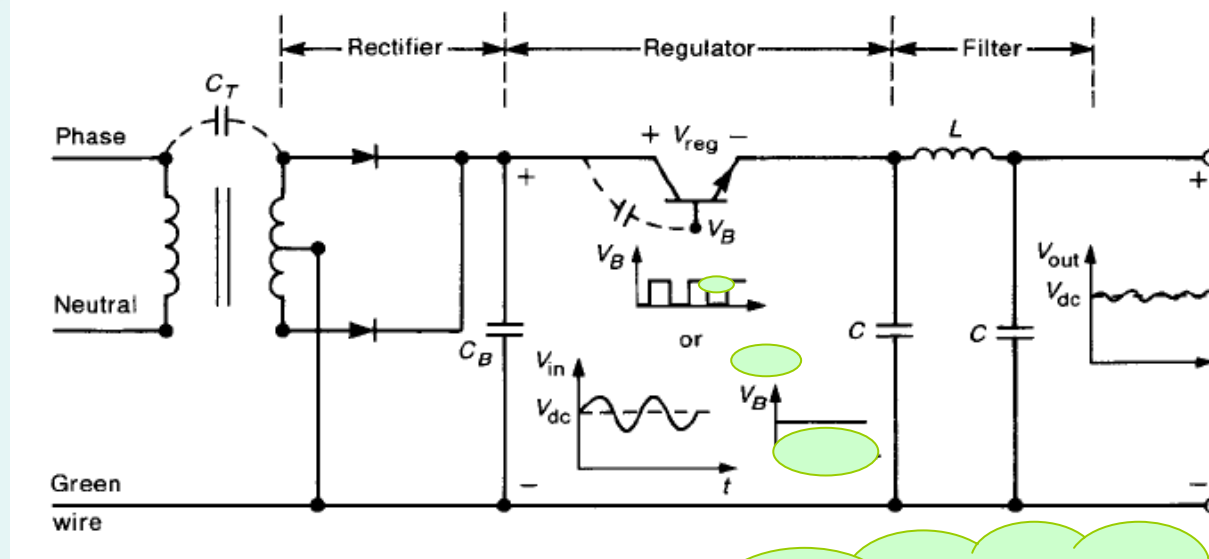 Rectifier
Regulator
Filter
C_T
Phase
+ V_reg −
L
+
+
V_B
V_B
V_out
V_dc
Neutral
or
C_B
C
C
V_in
V_dc
V_B
Green
−
t
−
wire